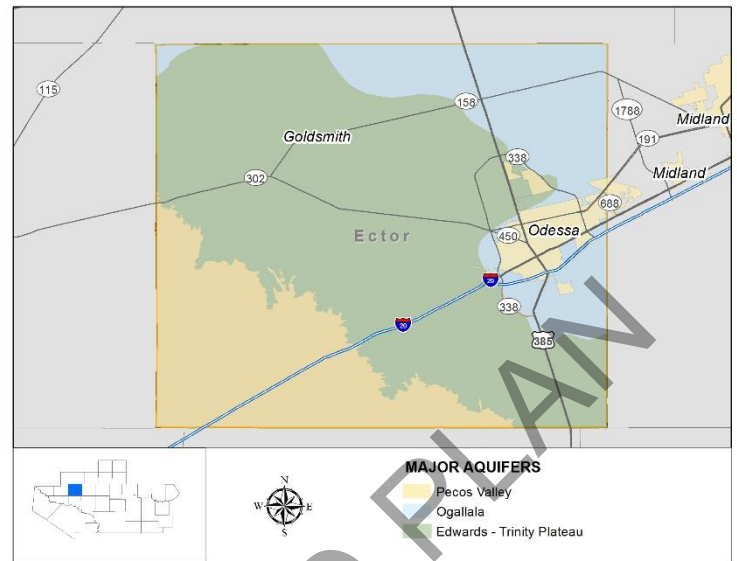 115
158
1788
Midland
191
Goldsmith
338
Midland
302
688
Ector
450
Odessa
20
338
20
385
N
W E
S
MAJOR AQUIFERS
Pecos Valley
Ogallala
Edwards - Trinity Plateau
PLAN